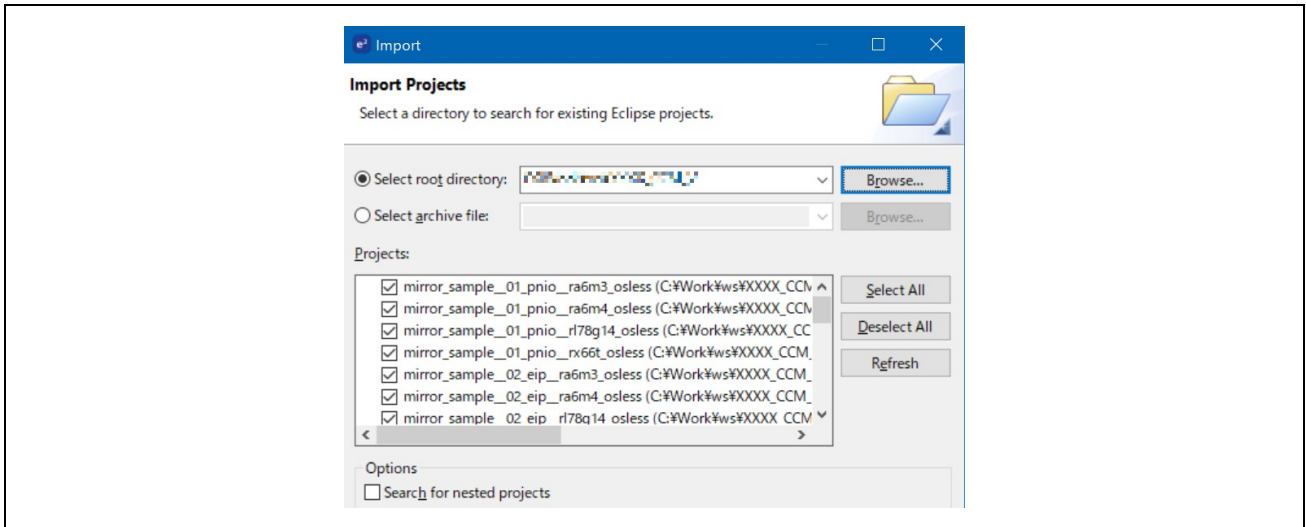 e² Import
Import Projects
Select a directory to search for existing Eclipse projects.
Select root directory:
Browse...
Select archive file:
Browse...
Projects:
mirror_sample__01_pnio__ra6m3_osless (C:¥Work¥ws¥XXXX_CCM
Select All
mirror_sample__01_pnio__ra6m4_osless (C:¥Work¥ws¥XXXX_CCM
Deselect All
mirror_sample__01_pnio__rl78g14_osless (C:¥Work¥ws¥XXXX_CC
mirror_sample__01_pnio__rx66t_osless (C:¥Work¥ws¥XXXX_CCM_
Refresh
mirror_sample__02_eip__ra6m3_osless (C:¥Work¥ws¥XXXX_CCM_
mirror_sample__02_eip__ra6m4_osless (C:¥Work¥ws¥XXXX_CCM_
mirror_sample__02_eip__rl78g14_osless (C:¥Work¥ws¥XXXX_CCM
Options
Search for nested projects